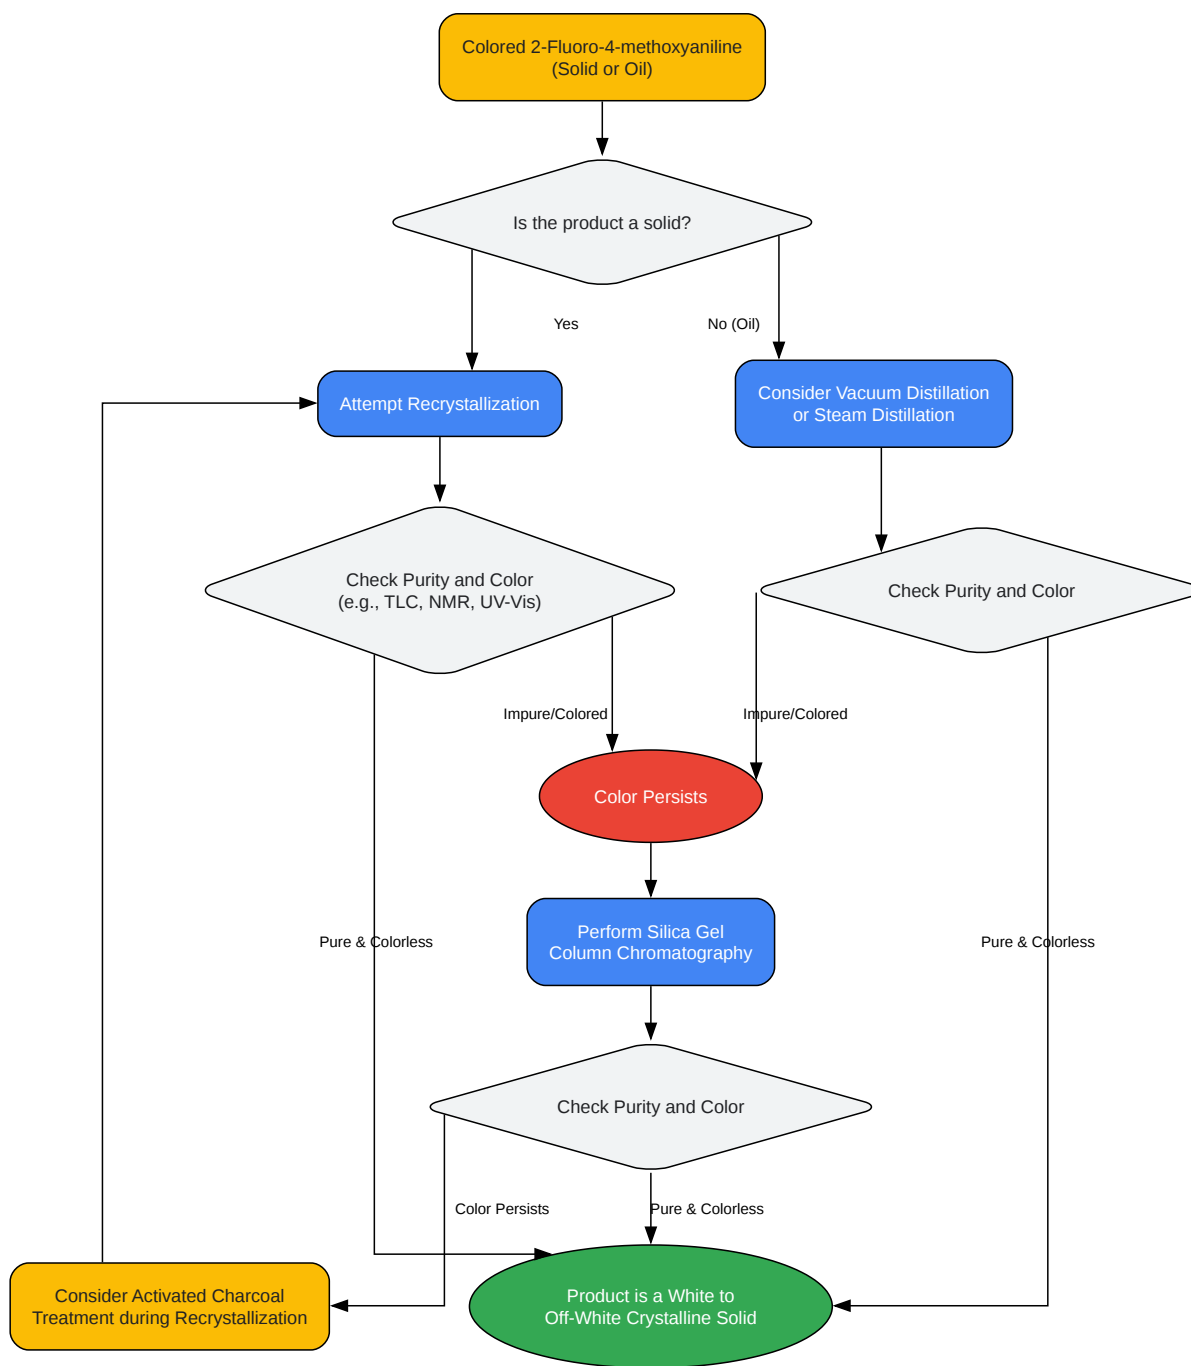 Colored 2-Fluoro-4-methoxyaniline
(Solid or Oil)
Is the product a solid?
Yes
No (Oil)
Attempt Recrystallization
Consider Vacuum Distillation
or Steam Distillation
Check Purity and Color
(e.g., TLC, NMR, UV-Vis)
Check Purity and Color
Impure/Colored
Impure/Colored
Color Persists
Perform Silica Gel
Column Chromatography
Pure & Colorless
Pure & Colorless
Check Purity and Color
Color Persists
Pure & Colorless
Consider Activated Charcoal
Treatment during Recrystallization
Product is a White to
Off-White Crystalline Solid